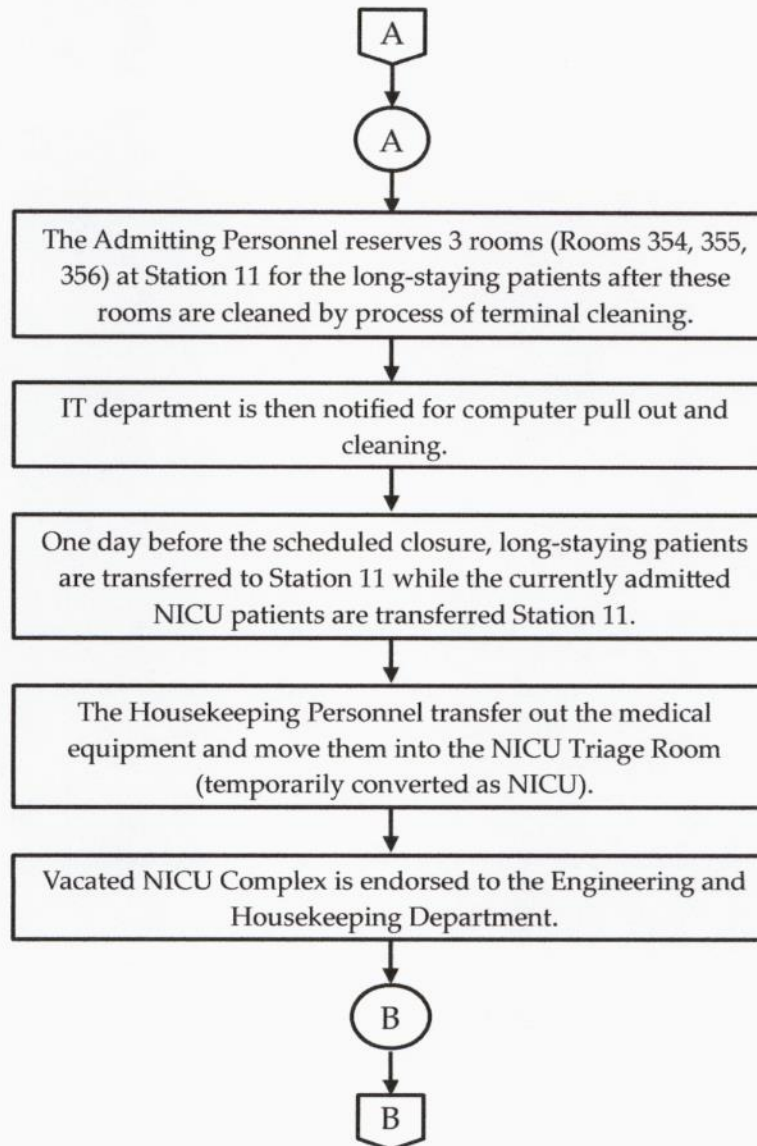 A
A
The Admitting Personnel reserves 3 rooms (Rooms 354, 355,
356) at Station 11 for the long-staying patients after these
rooms are cleaned by process of terminal cleaning.
IT department is then notified for computer pull out and
cleaning.
One day before the scheduled closure, long-staying patients
are transferred to Station 11 while the currently admitted
NICU patients are transferred Station 11.
The Housekeeping Personnel transfer out the medical
equipment and move them into the NICU Triage Room
(temporarily converted as NICU).
Vacated NICU Complex is endorsed to the Engineering and
Housekeeping Department.
B
B